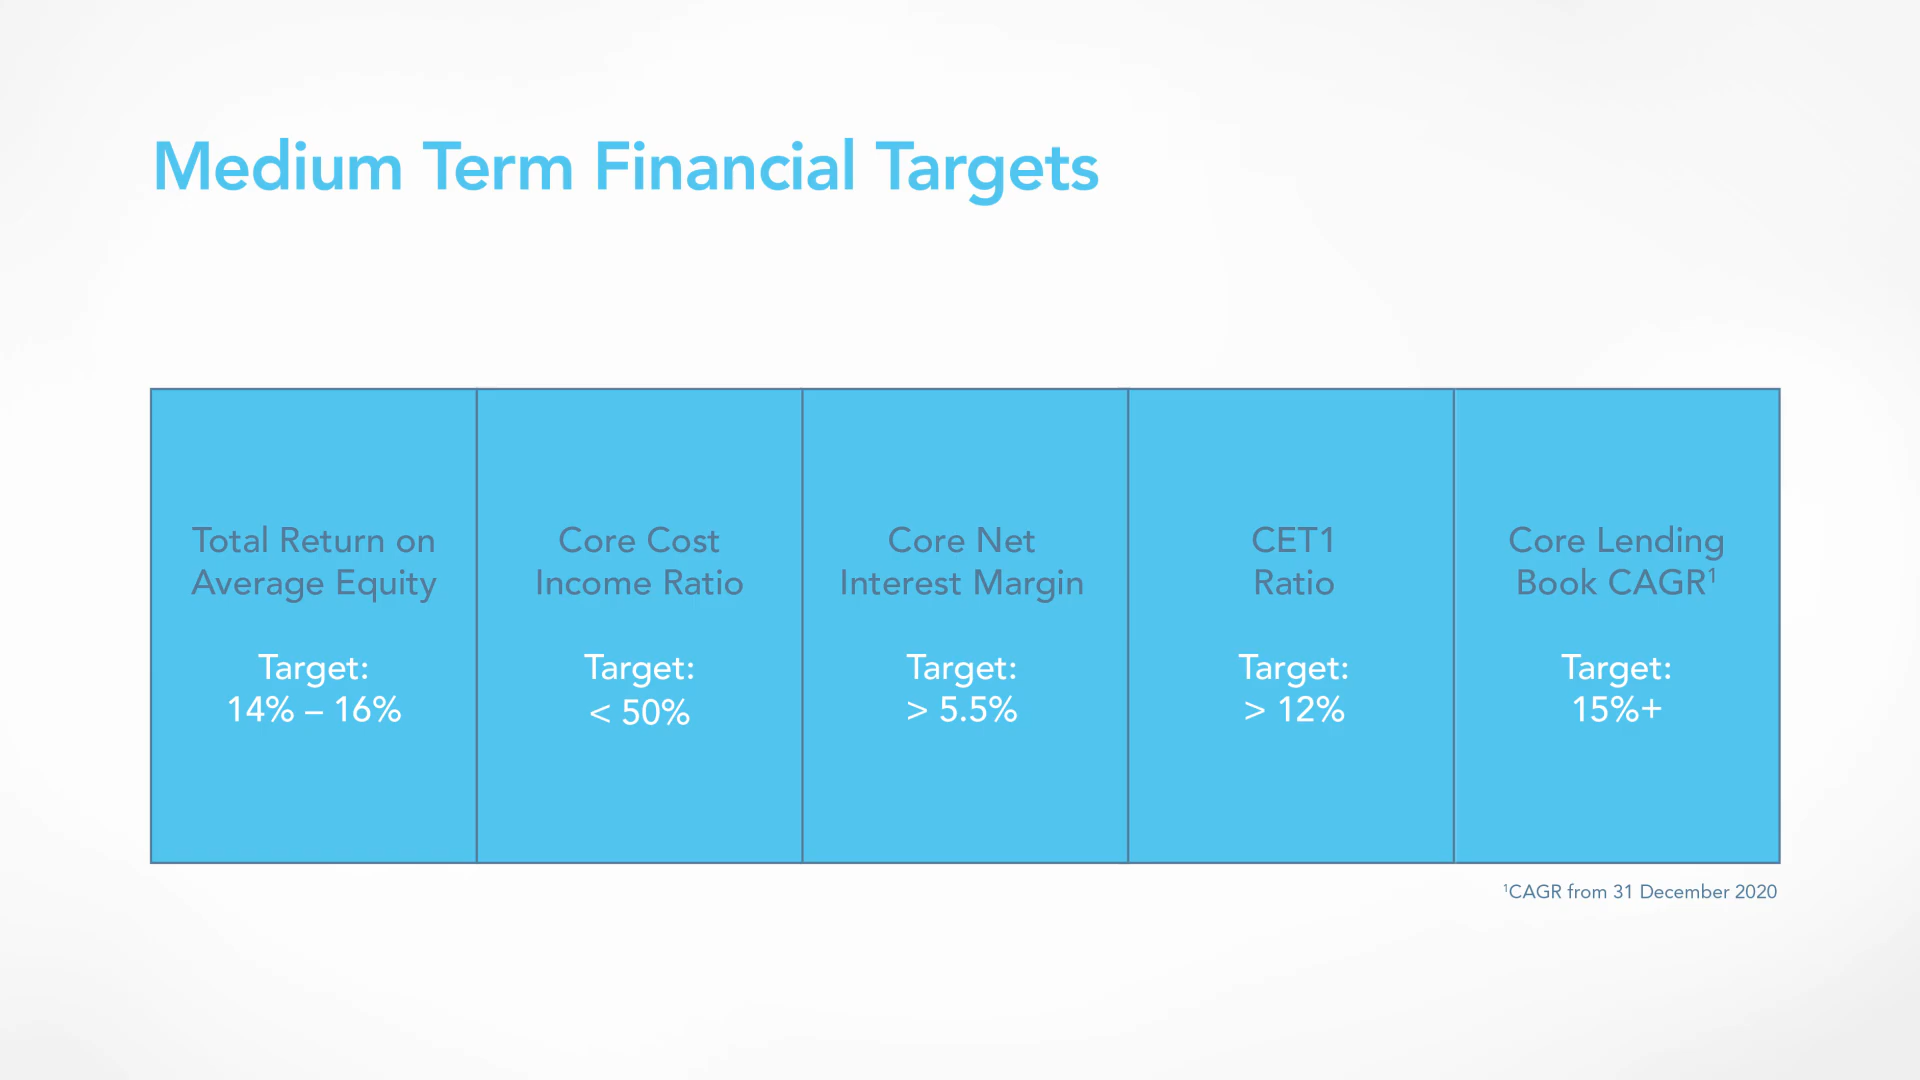 Medium Term Financial Targets
Total Return on
Average Equity
Target:
14% – 16%
Core Cost
Income Ratio
Target:
< 50%
Core Net
Interest Margin
Target:
> 5.5%
CET1
Ratio
Target:
> 12%
Core Lending
Book CAGR¹
Target:
15%+
¹CAGR from 31 December 2020